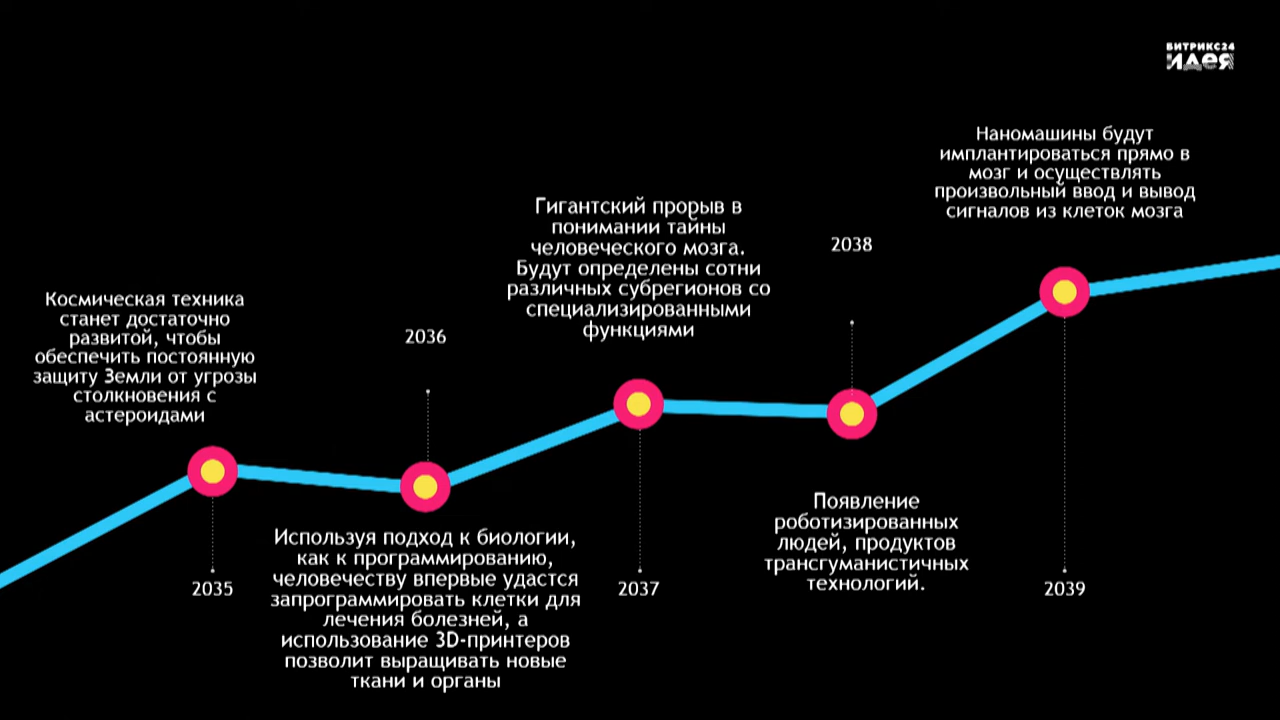 БИТРИКС24
ИДЕЯ
Космическая техника
станет достаточно
развитой, чтобы
обеспечить постоянную
защиту Земли от угрозы
столкновения с
астероидами
2035
2036
Используя подход к биологии,
как к программированию,
человечеству впервые удастся
запрограммировать клетки для
лечения болезней, а
использование 3D-принтеров
позволит выращивать новые
ткани и органы
Гигантский прорыв в
понимании тайны
человеческого мозга.
Будут определены сотни
различных субрегионов со
специализированными
функциями
2037
2038
Появление
роботизированных
людей, продуктов
трансгуманистичных
технологий.
Наномашины будут
имплантироваться прямо в
мозг и осуществлять
произвольный ввод и вывод
сигналов из клеток мозга
2039